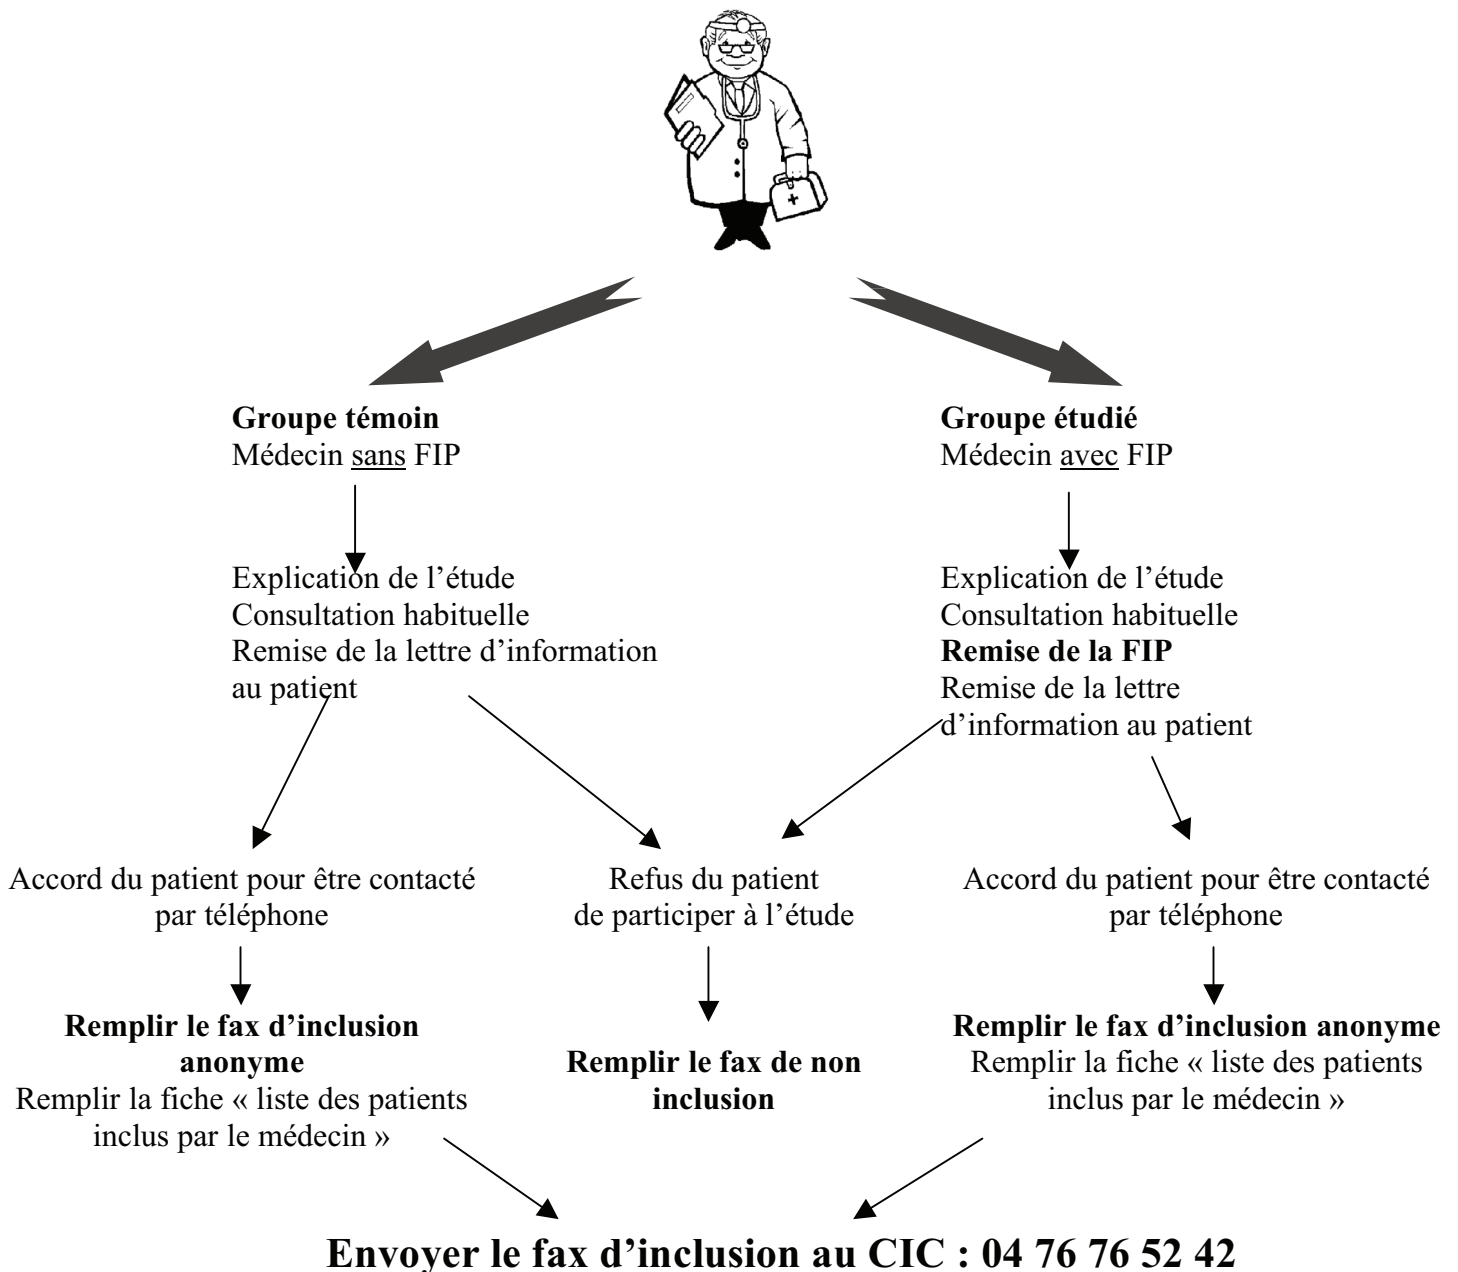 Groupe témoin
Médecin sans FIP
Groupe étudié
Médecin avec FIP
Explication de l’étude
Consultation habituelle
Remise de la lettre d’information
au patient
Explication de l’étude
Consultation habituelle
Remise de la FIP
Remise de la lettre
d’information au patient
Accord du patient pour être contacté
par téléphone
Refus du patient
de participer à l’étude
Accord du patient pour être contacté
par téléphone
Remplir le fax d’inclusion
anonyme
Remplir la fiche « liste des patients
inclus par le médecin »
Remplir le fax de non
inclusion
Remplir le fax d’inclusion anonyme
Remplir la fiche « liste des patients
inclus par le médecin »
Envoyer le fax d’inclusion au CIC : 04 76 76 52 42